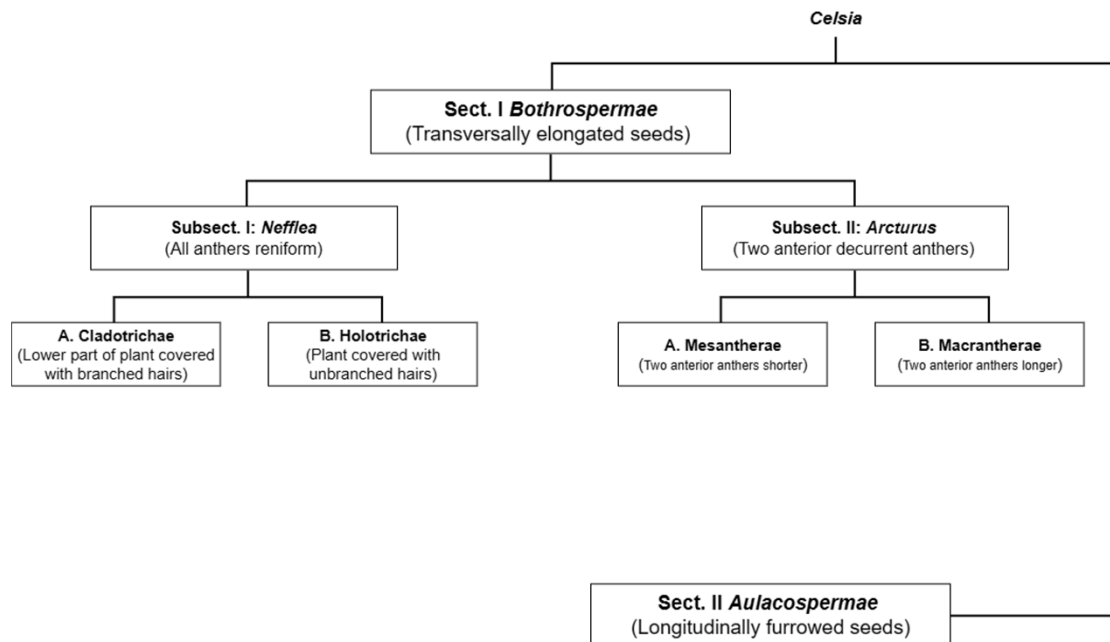 Celsia
Sect. I Bothrospermae
(Transversally elongated seeds)
Subsect. I: Nefflea
(All anthers reniform)
Subsect. II: Arcturus
(Two anterior decurrent anthers)
A. Cladotrichae
(Lower part of plant covered
with branched hairs)
B. Holotrichae
(Plant covered with
unbranched hairs)
A. Mesantherae
(Two anterior anthers shorter)
B. Macrantherae
(Two anterior anthers longer)
Sect. II Aulacospermae
(Longitudinally furrowed seeds)